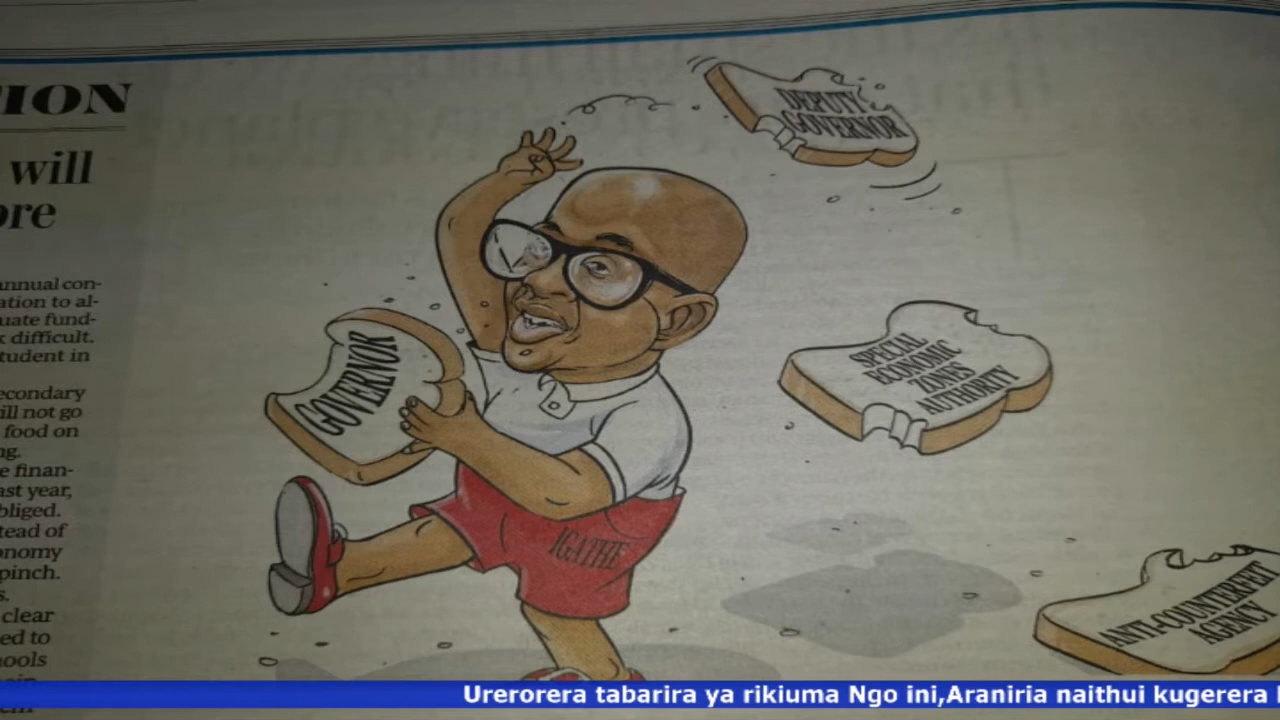 ION
will
ore
annual con-
ation to al-
uate fund-
difficult.
tudent in
econdary
ill not go
food on
ng.
e finan-
ast year,
bliged.
tead of
onomy
pinch.
s.
clear
ed to
hools
DEPUTY
GOVERNOR
GOVERNOR
SPECIAL
ECONOMIC
ZONES
AUTHORITY
IGATHE
ANTI-COUNTERFEIT
AGENCY
Urerorera tabarira ya rikiuma Ngo ini,Araniria naithui kugerera